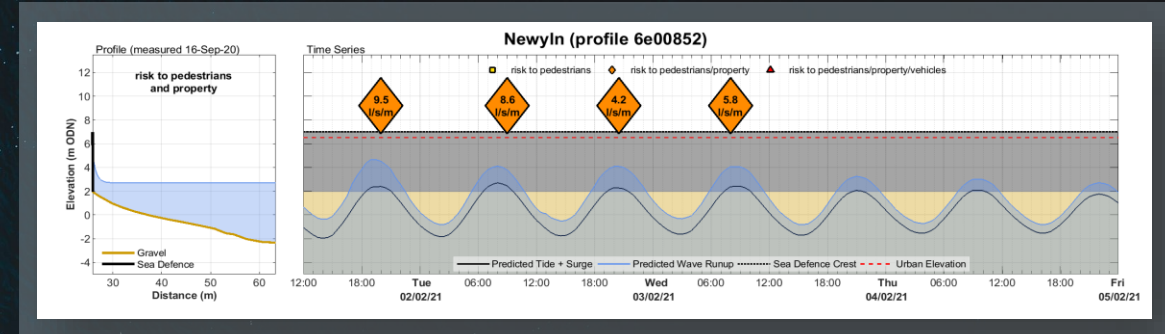 Newyln (profile 6e00852)
Profile (measured 16-Sep-20)
risk to pedestrians
and property
Elevation (m ODN)
12
10
8
6
4
2
0
-2
-4
Gravel
Sea Defence
30 40 50 60
Distance (m)
Time Series
risk to pedestrians risk to pedestrians/property risk to pedestrians/property/vehicles
9.5
l/s/m
8.6
l/s/m
4.2
l/s/m
5.8
l/s/m
Predicted Tide + Surge Predicted Wave Runup Sea Defence Crest Urban Elevation
12:00 18:00 Tue 06:00 12:00 18:00 Wed 06:00 12:00 18:00 Thu 06:00 12:00 18:00 Fri
02/02/21 03/02/21 04/02/21 05/02/21